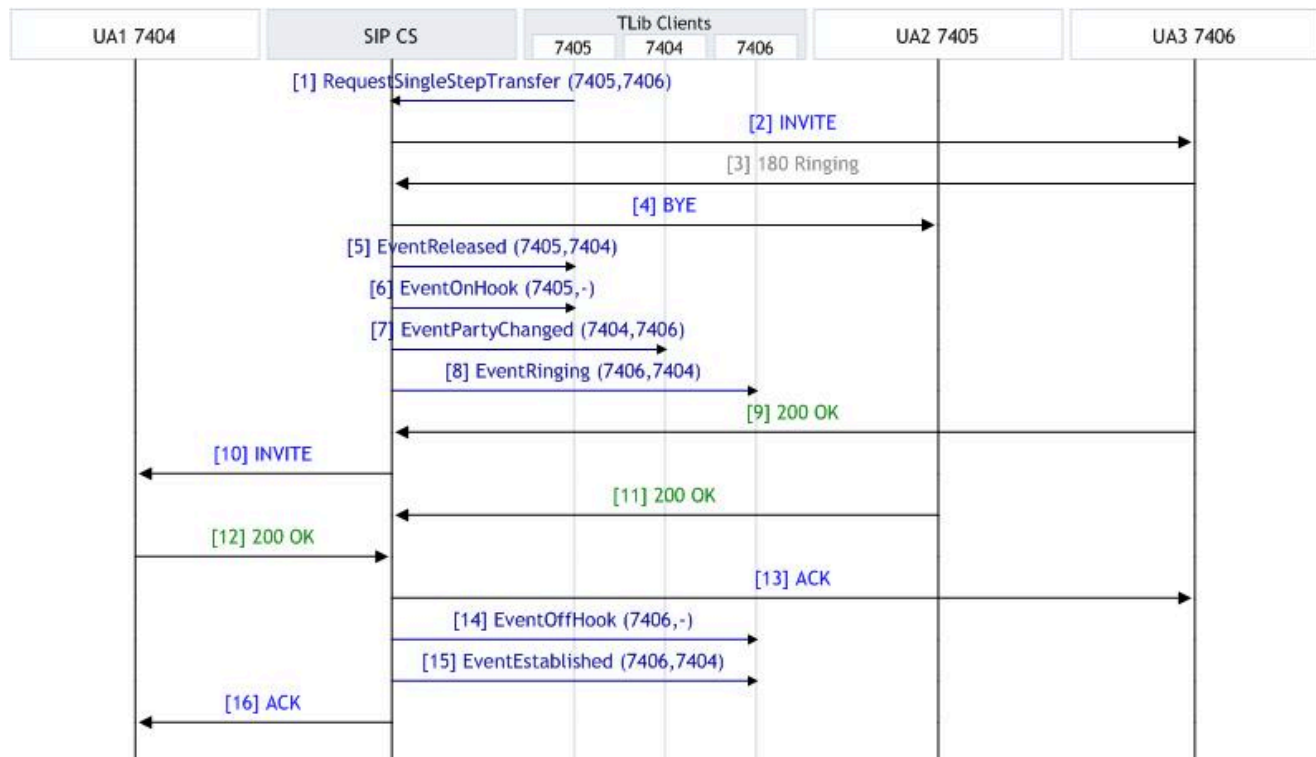 UA1 7404
SIP CS
TLib Clients
7405
7404
7406
UA2 7405
UA3 7406
[1] RequestSingleStepTransfer (7405,7406)
[2] INVITE
[3] 180 Ringing
[4] BYE
[5] EventReleased (7405,7404)
[6] EventOnHook (7405,-)
[7] EventPartyChanged (7404,7406)
[8] EventRinging (7406,7404)
[9] 200 OK
[10] INVITE
[11] 200 OK
[12] 200 OK
[13] ACK
[14] EventOffHook (7406,-)
[15] EventEstablished (7406,7404)
[16] ACK